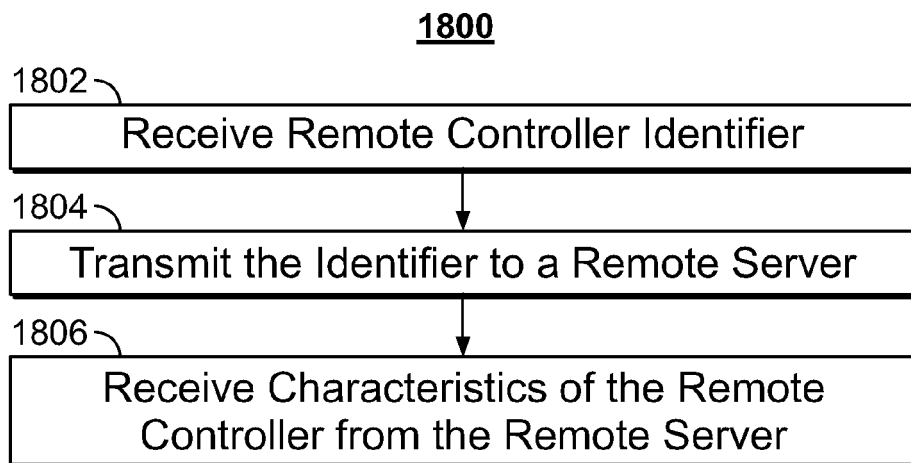 1800
1802
Receive Remote Controller Identifier
1804
Transmit the Identifier to a Remote Server
1806
Receive Characteristics of the Remote
Controller from the Remote Server